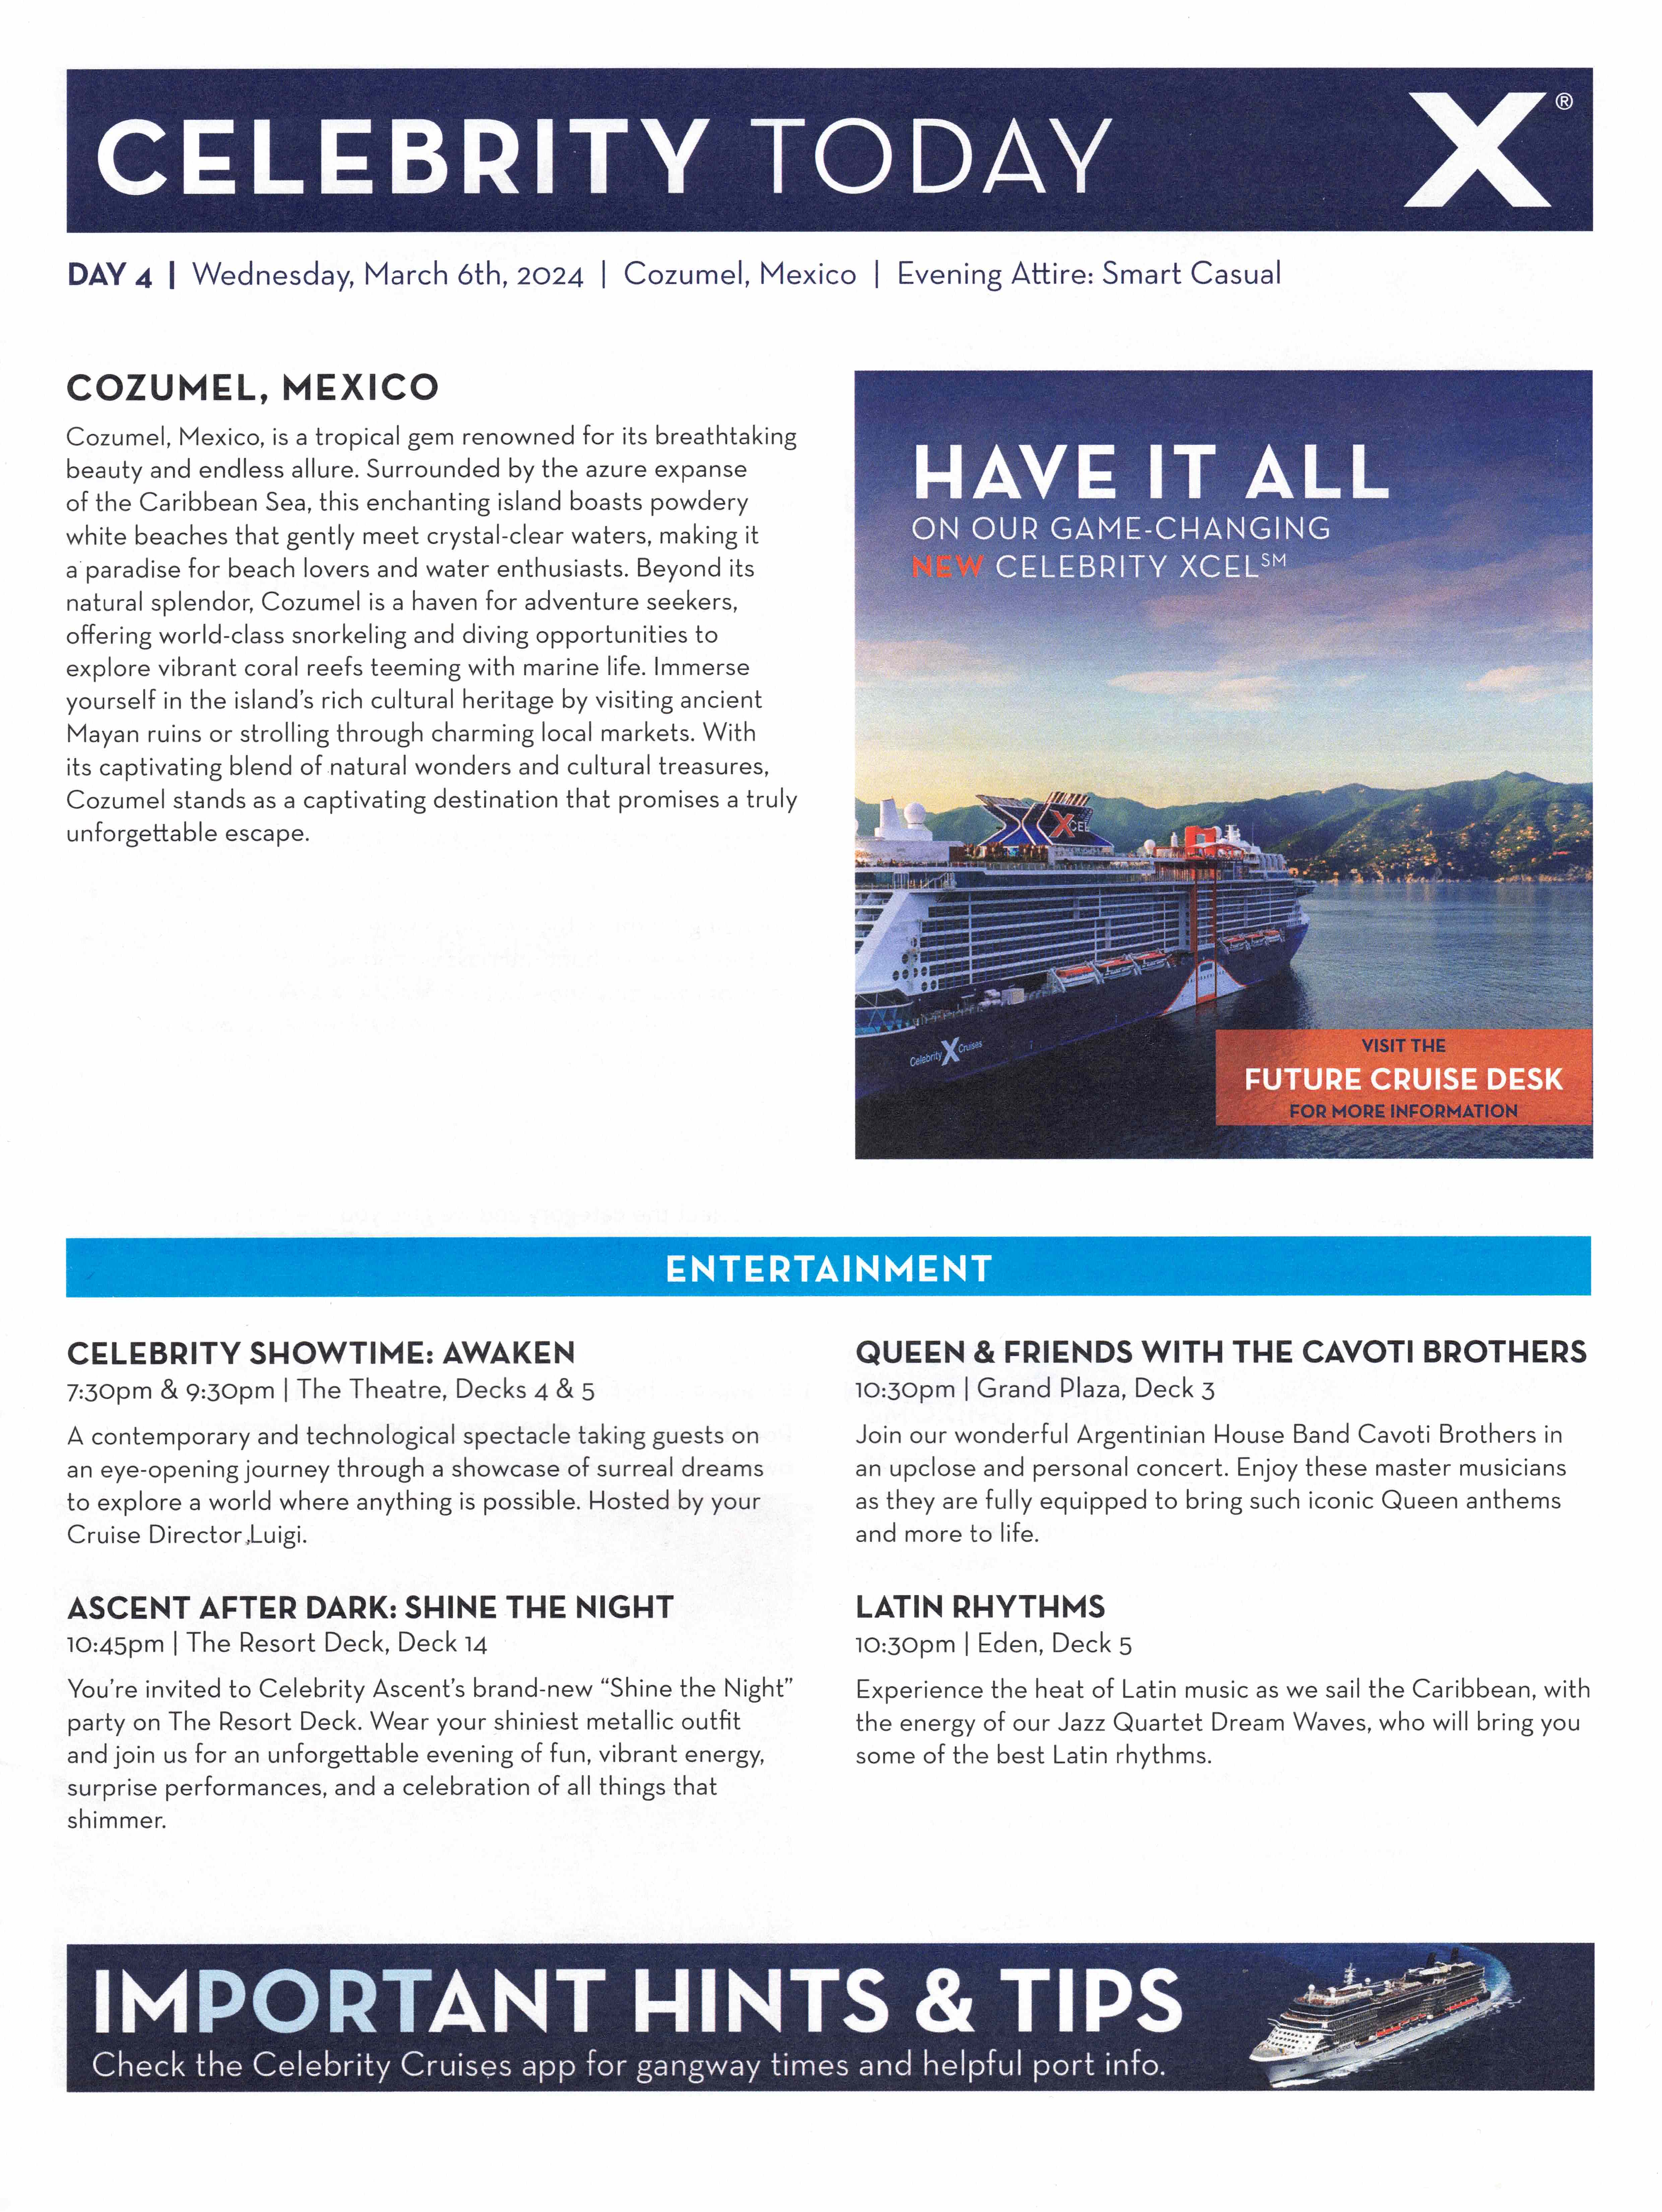 CELEBRITY TODAY
X®
DAY 4 | Wednesday, March 6th, 2024 | Cozumel, Mexico | Evening Attire: Smart Casual
COZUMEL, MEXICO
Cozumel, Mexico, is a tropical gem renowned for its breathtaking
beauty and endless allure. Surrounded by the azure expanse
of the Caribbean Sea, this enchanting island boasts powdery
white beaches that gently meet crystal-clear waters, making it
a paradise for beach lovers and water enthusiasts. Beyond its
natural splendor, Cozumel is a haven for adventure seekers,
offering world-class snorkeling and diving opportunities to
explore vibrant coral reefs teeming with marine life. Immerse
yourself in the island's rich cultural heritage by visiting ancient
Mayan ruins or strolling through charming local markets. With
its captivating blend of natural wonders and cultural treasures,
Cozumel stands as a captivating destination that promises a truly
unforgettable escape.
HAVE IT ALL
ON OUR GAME-CHANGING
NEW CELEBRITY XCEL℠
XCEL
Celebrity X Cruises
VISIT THE
FUTURE CRUISE DESK
FOR MORE INFORMATION
ENTERTAINMENT
CELEBRITY SHOWTIME: AWAKEN
7:30pm & 9:30pm | The Theatre, Decks 4 & 5
A contemporary and technological spectacle taking guests on
an eye-opening journey through a showcase of surreal dreams
to explore a world where anything is possible. Hosted by your
Cruise Director,Luigi.
ASCENT AFTER DARK: SHINE THE NIGHT
10:45pm | The Resort Deck, Deck 14
You're invited to Celebrity Ascent's brand-new “Shine the Night”
party on The Resort Deck. Wear your shiniest metallic outfit
and join us for an unforgettable evening of fun, vibrant energy,
surprise performances, and a celebration of all things that
shimmer.
QUEEN & FRIENDS WITH THE CAVOTI BROTHERS
10:30pm | Grand Plaza, Deck 3
Join our wonderful Argentinian House Band Cavoti Brothers in
an upclose and personal concert. Enjoy these master musicians
as they are fully equipped to bring such iconic Queen anthems
and more to life.
LATIN RHYTHMS
10:30pm | Eden, Deck 5
Experience the heat of Latin music as we sail the Caribbean, with
the energy of our Jazz Quartet Dream Waves, who will bring you
some of the best Latin rhythms.
IMPORTANT HINTS & TIPS
Check the Celebrity Cruises app for gangway times and helpful port info.